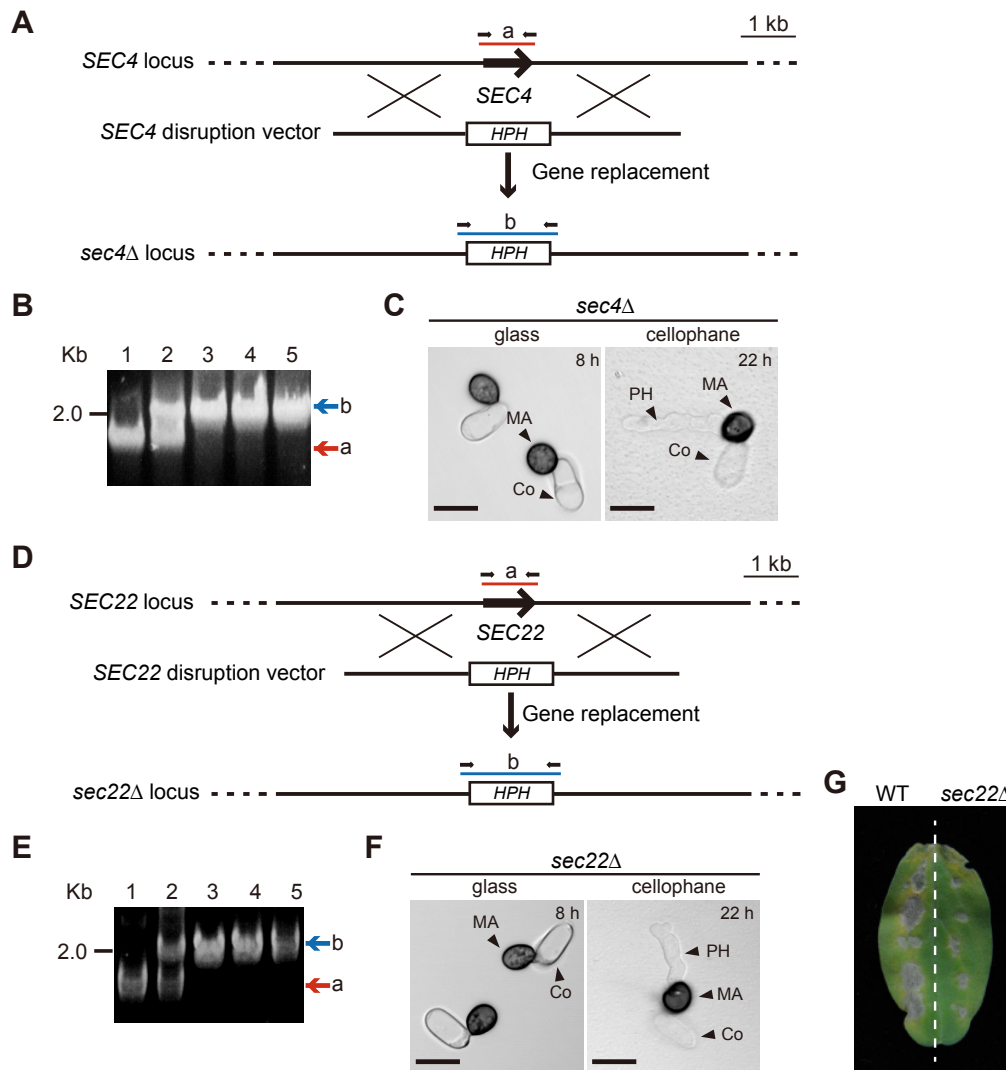 A
a
1 kb
SEC4 locus
SEC4
SEC4 disruption vector
HPH
Gene replacement
b
sec4Δ locus
HPH
B
Kb 1 2 3 4 5
2.0
b
a
C
sec4Δ
glass
cellophane
8 h
MA
Co
22 h
PH
MA
Co
D
a
1 kb
SEC22 locus
SEC22
SEC22 disruption vector
HPH
Gene replacement
b
sec22Δ locus
HPH
E
Kb 1 2 3 4 5
2.0
b
a
F
sec22Δ
glass
cellophane
8 h
MA
Co
22 h
PH
MA
Co
G
WT sec22Δ